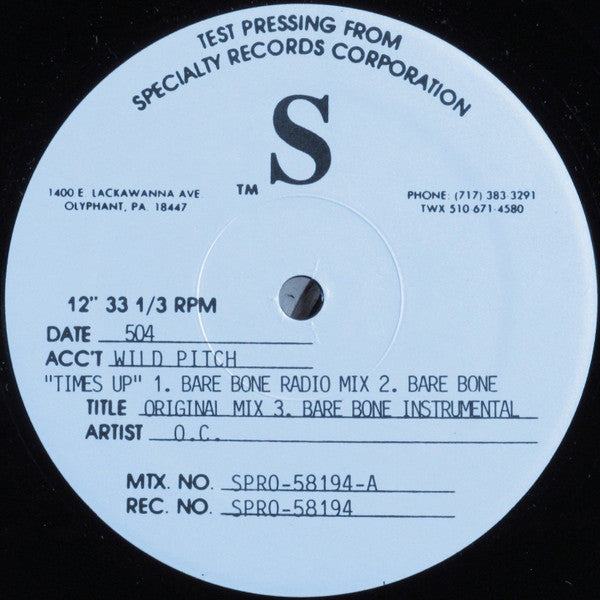 TEST PRESSING FROM
SPECIALTY RECORDS CORPORATION
TM S
1400 E. LACKAWANNA AVE.
OLYPHANT, PA. 18447
PHONE: (717) 383-3291
TWX 510-671-4580
12" 33 1/3 RPM
DATE 504
ACC'T WILD PITCH
"TIMES UP" 1. BARE BONE RADIO MIX 2. BARE BONE
TITLE ORIGINAL MIX 3. BARE BONE INSTRUMENTAL
ARTIST O.C.
MTX. NO. SPRO-58194-A
REC. NO. SPRO-58194